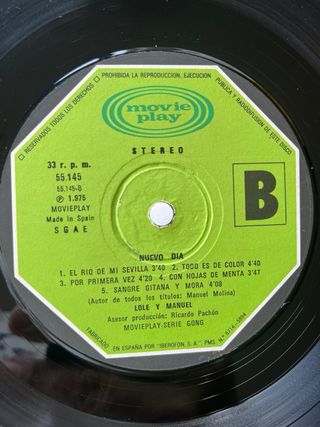 RESERVADOS TODOS LOS DERECHOS ◇ PROHIBIDA LA REPRODUCCION, EJECUCION PUBLICA Y RADIODIFUSION DE ESTE DISCO
movie
play
STEREO
33 r. p. m.
55.145
55.145-B
Ⓟ 1.975
MOVIEPLAY
Made in Spain
SGAE
B
NUEVO DIA
1. EL RIO DE MI SEVILLA 3'40 2. TODO ES DE COLOR 4'40
3. POR PRIMERA VEZ 4'20 4. CON HOJAS DE MENTA 3'47
5. SANGRE GITANA Y MORA 4'08
(Autor de todos los títulos: Manuel Molina)
LOLE Y MANUEL
Asesor producción: Ricardo Pachón
MOVIEPLAY-SERIE GONG
FABRICADO EN ESPAÑA POR "IBEROFON, S. A." PMS. N.